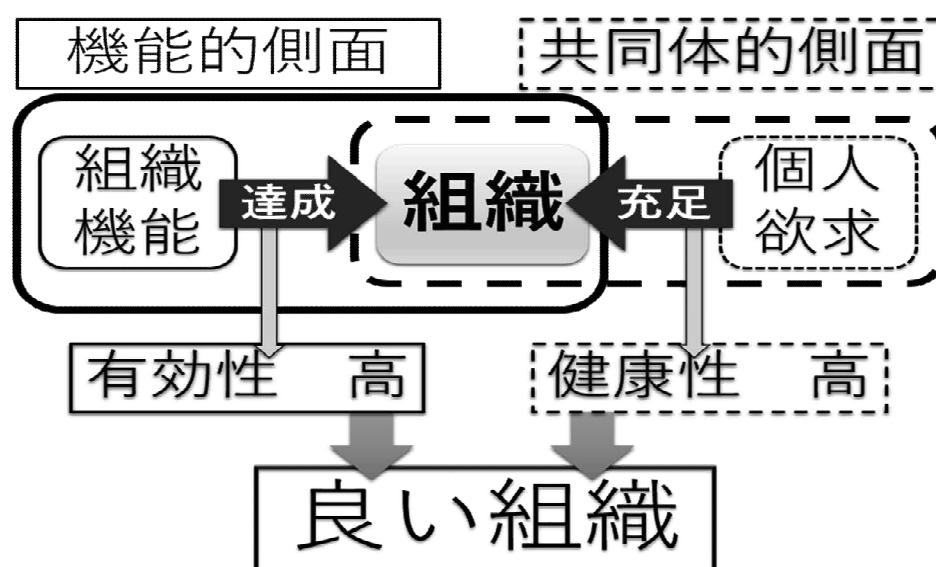 機能的側面
共同体的側面
組織
機能
達成
組織
充足
個人
欲求
有効性　高
健康性　高
良い組織